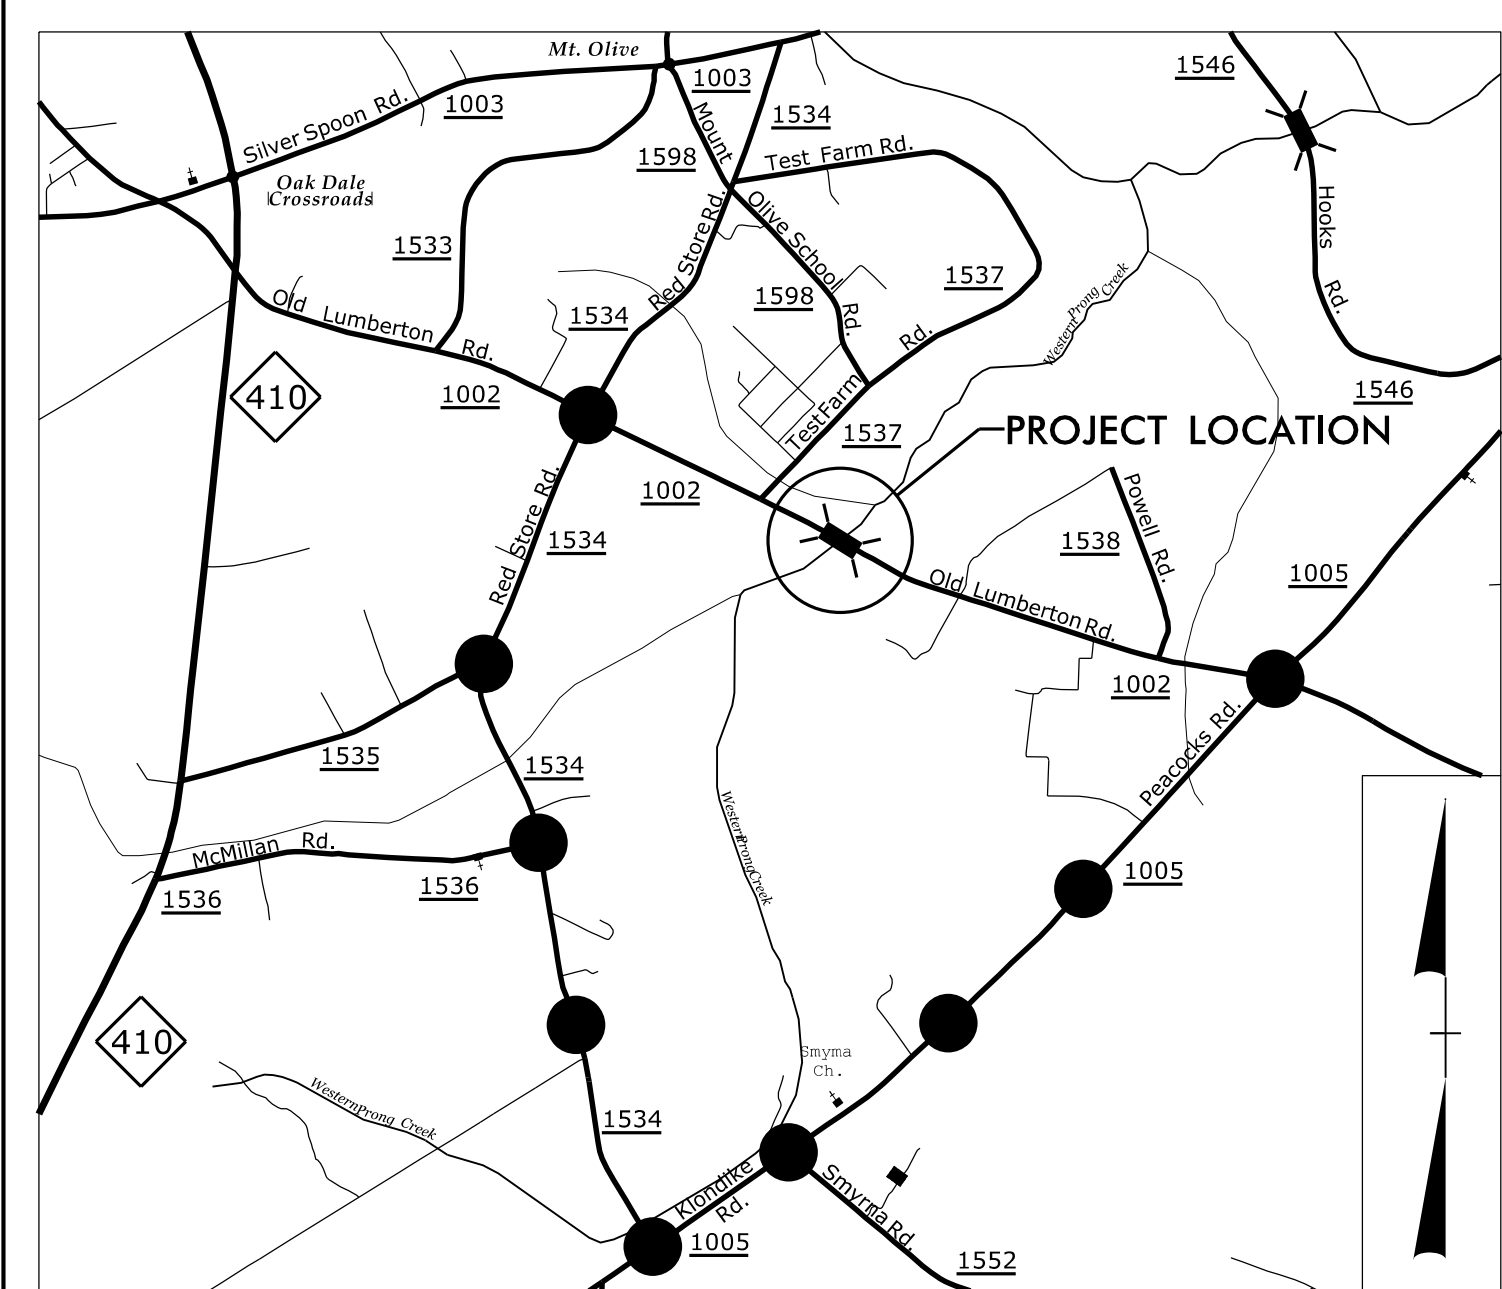 Mt. Olive
1546
1003
1003
Silver Spoon Rd.
1534
Mount
Test Farm Rd.
1598
Oak Dale
Crossroads
Hooks
Rd.
Olive School
Rd.
Red Store Rd.
1533
1537
1598
Western Prong Creek
Old Lumberton Rd.
1534
Rd.
410
1002
1546
Test Farm
1537
PROJECT LOCATION
1002
Red Store Rd.
1534
Powell Rd.
1538
1005
Old Lumberton Rd.
1002
Peacocks Rd.
1535
1534
Western Prong Creek
McMillan Rd.
1536
1536
1005
410
Smyma
Ch.
Western Prong Creek
1534
Klondike
Rd.
Smyrna Rd.
1005
1552